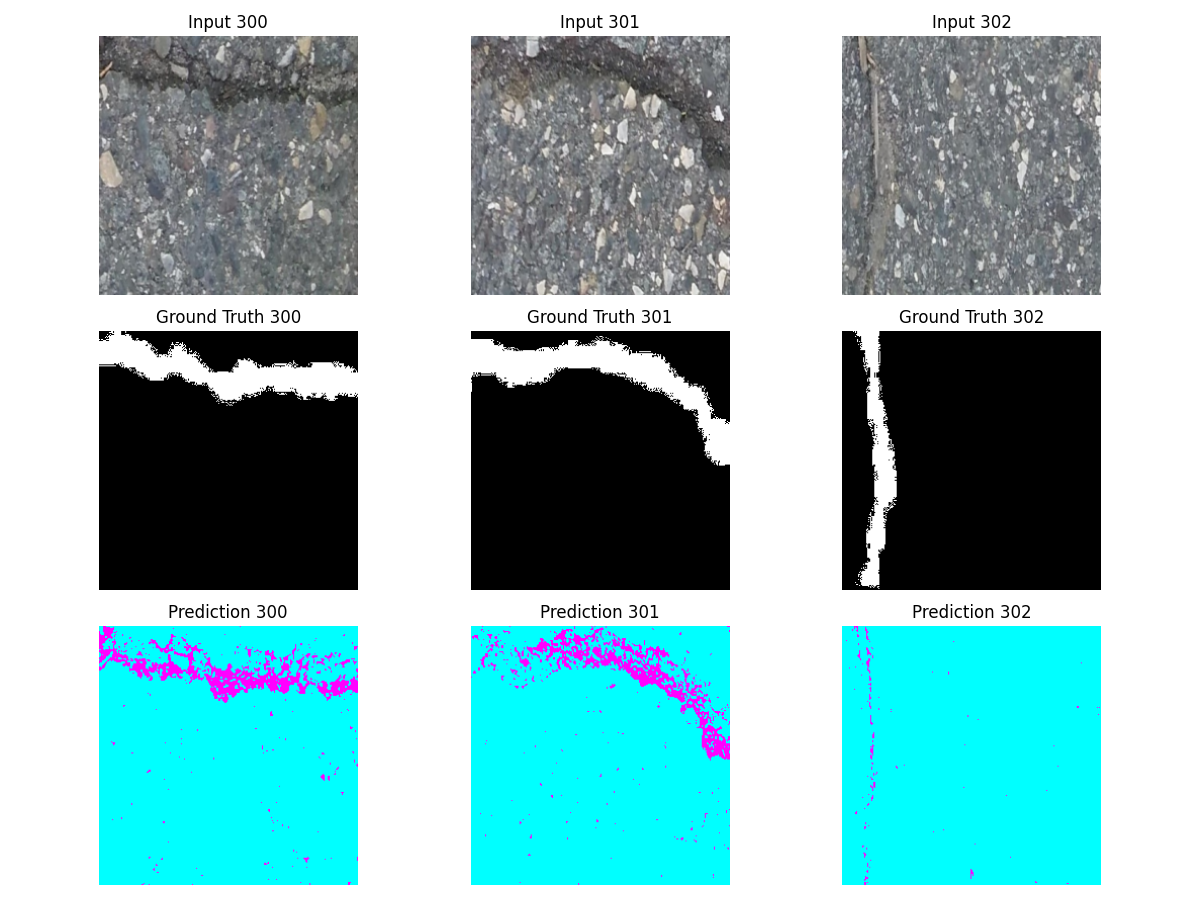 Input 300
Input 301
Input 302
Ground Truth 300
Ground Truth 301
Ground Truth 302
Prediction 300
Prediction 301
Prediction 302